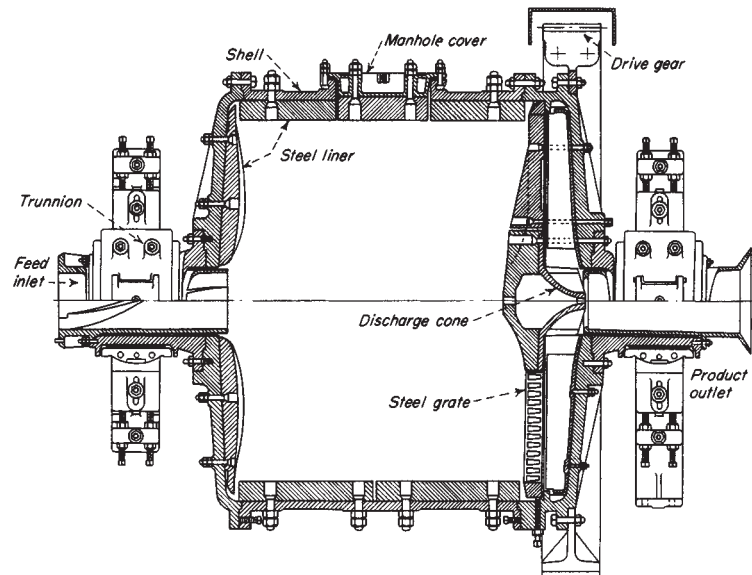 Manhole cover
Shell
Drive gear
Steel liner
Trunnion
Feed
inlet
Discharge cone
Steel grate
Product
outlet